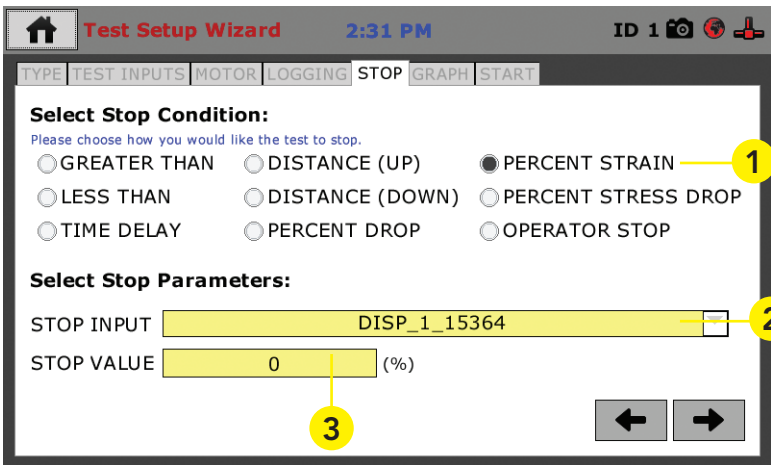 Test Setup Wizard 2:31 PM ID 1
TYPE TEST INPUTS MOTOR LOGGING STOP GRAPH START
Select Stop Condition:
Please choose how you would like the test to stop.
GREATER THAN DISTANCE (UP) PERCENT STRAIN 1
LESS THAN DISTANCE (DOWN) PERCENT STRESS DROP
TIME DELAY PERCENT DROP OPERATOR STOP
Select Stop Parameters:
STOP INPUT DISP_1_15364 2
STOP VALUE 0 (%)
3